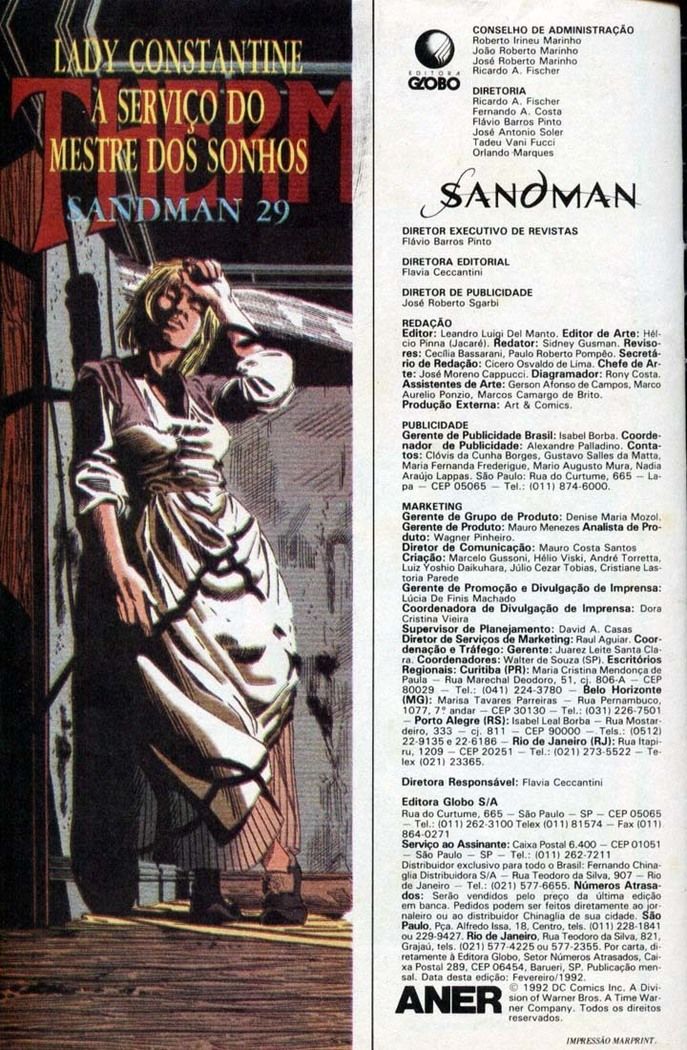 LADY CONSTANTINE
A SERVIÇO DO
MESTRE DOS SONHOS
SANDMAN 29
THERM
EDITORA
GLOBO
CONSELHO DE ADMINISTRAÇÃO
Roberto Irineu Marinho
João Roberto Marinho
José Roberto Marinho
Ricardo A. Fischer
DIRETORIA
Ricardo A. Fischer
Fernando A. Costa
Flávio Barros Pinto
José Antonio Soler
Tadeu Vani Fucci
Orlando Marques
SANDMAN
DIRETOR EXECUTIVO DE REVISTAS
Flávio Barros Pinto
DIRETORA EDITORIAL
Flavia Ceccantini
DIRETOR DE PUBLICIDADE
José Roberto Sgarbi
REDAÇÃO
Editor: Leandro Luigi Del Manto. Editor de Arte: Hél-
cio Pinna (Jacaré). Redator: Sidney Gusman. Reviso-
res: Cecília Bassarani, Paulo Roberto Pompêo. Secretá-
rio de Redação: Cicero Osvaldo de Lima. Chefe de Ar-
te: José Moreno Cappucci. Diagramador: Rony Costa.
Assistentes de Arte: Gerson Afonso de Campos, Marco
Aurelio Ponzio, Marcos Camargo de Brito.
Produção Externa: Art & Comics.
PUBLICIDADE
Gerente de Publicidade Brasil: Isabel Borba. Coorde-
nador de Publicidade: Alexandre Palladino. Conta-
tos: Clóvis da Cunha Borges, Gustavo Salles da Matta,
Maria Fernanda Frederigue, Mario Augusto Mura, Nadia
Araújo Lappas. São Paulo: Rua do Curtume, 665 — La-
pa — CEP 05065 — Tel.: (011) 874-6000.
MARKETING
Gerente de Grupo de Produto: Denise Maria Mozol.
Gerente de Produto: Mauro Menezes Analista de Pro-
duto: Wagner Pinheiro.
Diretor de Comunicação: Mauro Costa Santos
Criação: Marcelo Gussoni, Hélio Viski, André Torretta,
Luiz Yoshio Daikuhara, Júlio Cezar Tobias, Cristiane Las-
toria Parede
Gerente de Promoção e Divulgação de Imprensa:
Lúcia De Finis Machado
Coordenadora de Divulgação de Imprensa: Dora
Cristina Vieira
Supervisor de Planejamento: David A. Casas
Diretor de Serviços de Marketing: Raul Aguiar. Coor-
denação e Tráfego: Gerente: Juarez Leite Santa Cla-
ra. Coordenadores: Walter de Souza (SP). Escritórios
Regionais: Curitiba (PR): Maria Cristina Mendonça de
Paula — Rua Marechal Deodoro, 51, cj. 806-A — CEP
80029 — Tel.: (041) 224-3780 — Belo Horizonte
(MG): Marisa Tavares Parreiras — Rua Pernambuco,
1077, 7º andar — CEP 30130 — Tel.: (031) 226-7501
— Porto Alegre (RS): Isabel Leal Borba — Rua Mostar-
deiro, 333 — cj. 811 — CEP 90000 — Tels.: (0512)
22-9135 e 22-6186 — Rio de Janeiro (RJ): Rua Itapi-
ru, 1209 — CEP 20251 — Tel.: (021) 273-5522 — Te-
lex (021) 23365.
Diretora Responsável: Flavia Ceccantini
Editora Globo S/A
Rua do Curtume, 665 — São Paulo — SP — CEP 05065
— Tel.: (011) 262-3100 Telex (011) 81574 — Fax (011)
864-0271
Serviço ao Assinante: Caixa Postal 6.400 — CEP 01051
— São Paulo — SP — Tel.: (011) 262-7211
Distribuidor exclusivo para todo o Brasil: Fernando China-
glia Distribuidora S/A — Rua Teodoro da Silva, 907 — Rio
de Janeiro — Tel.: (021) 577-6655. Números Atrasa-
dos: Serão vendidos pelo preço da última edição
em banca. Pedidos podem ser feitos diretamente ao jor-
naleiro ou ao distribuidor Chinaglia de sua cidade. São
Paulo, Pça. Alfredo Issa, 18, Centro, tels. (011) 228-1841
ou 229-9427. Rio de Janeiro, Rua Teodoro da Silva, 821,
Grajaú, tels. (021) 577-4225 ou 577-2355. Por carta, di-
retamente à Editora Globo, Setor Números Atrasados, Cai-
xa Postal 289, CEP 06454, Barueri, SP. Publicação men-
sal. Data desta edição: Fevereiro/1992.
ANER
© 1992 DC Comics Inc. A Divi-
sion of Warner Bros. A Time War-
ner Company. Todos os direitos
reservados.
IMPRESSÃO MARPRINT.